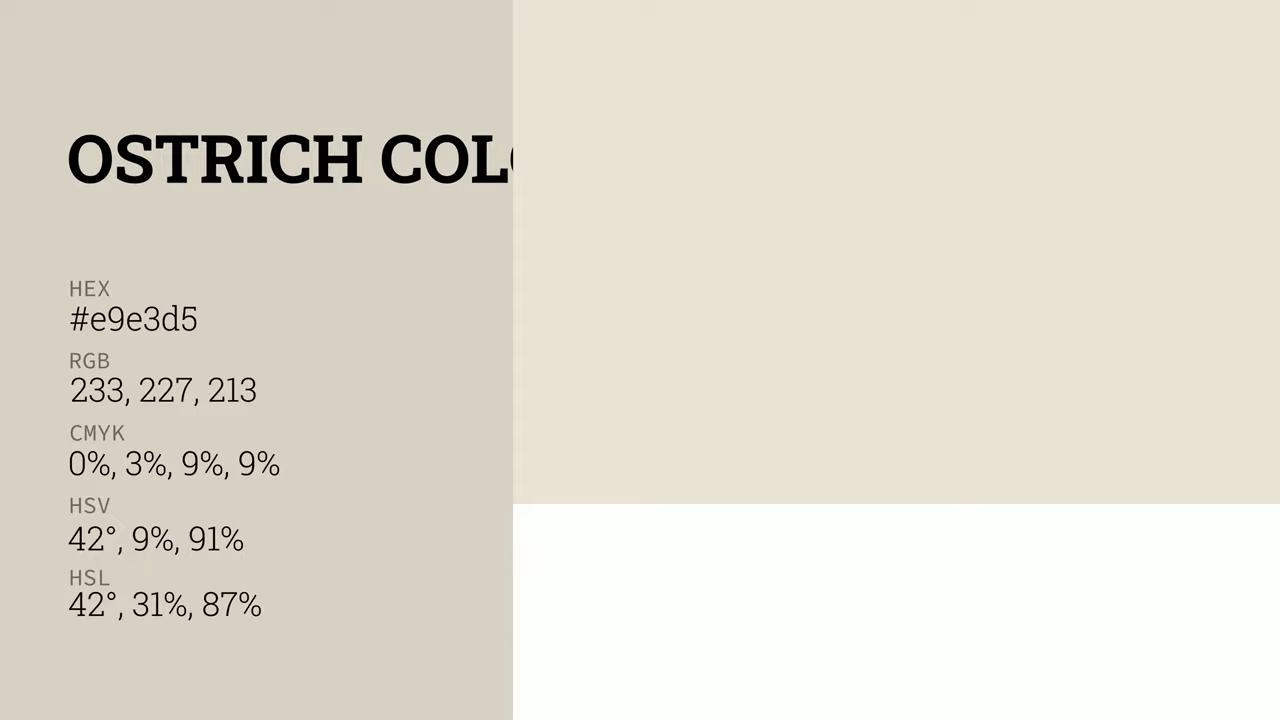 OSTRICH COL
HEX
#e9e3d5
RGB
233, 227, 213
CMYK
0%, 3%, 9%, 9%
HSV
42°, 9%, 91%
HSL
42°, 31%, 87%